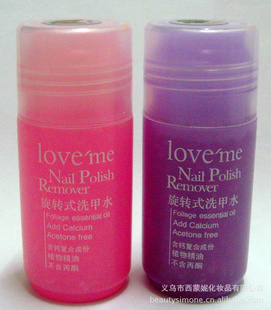 love me
Nail Polish
Remover
旋转式洗甲水
Foliage essential oil
Add Calcium
Acetone free
含钙复合成份
植物精油
不含丙酮
love me
Nail Polish
Remover
旋转式洗甲水
Foliage essential oil
Add Calcium
Acetone free
含钙复合成份
植物精油
不含丙酮
义乌市西蒙妮化妆品有限公司
beautysimone.cn.alibaba.com